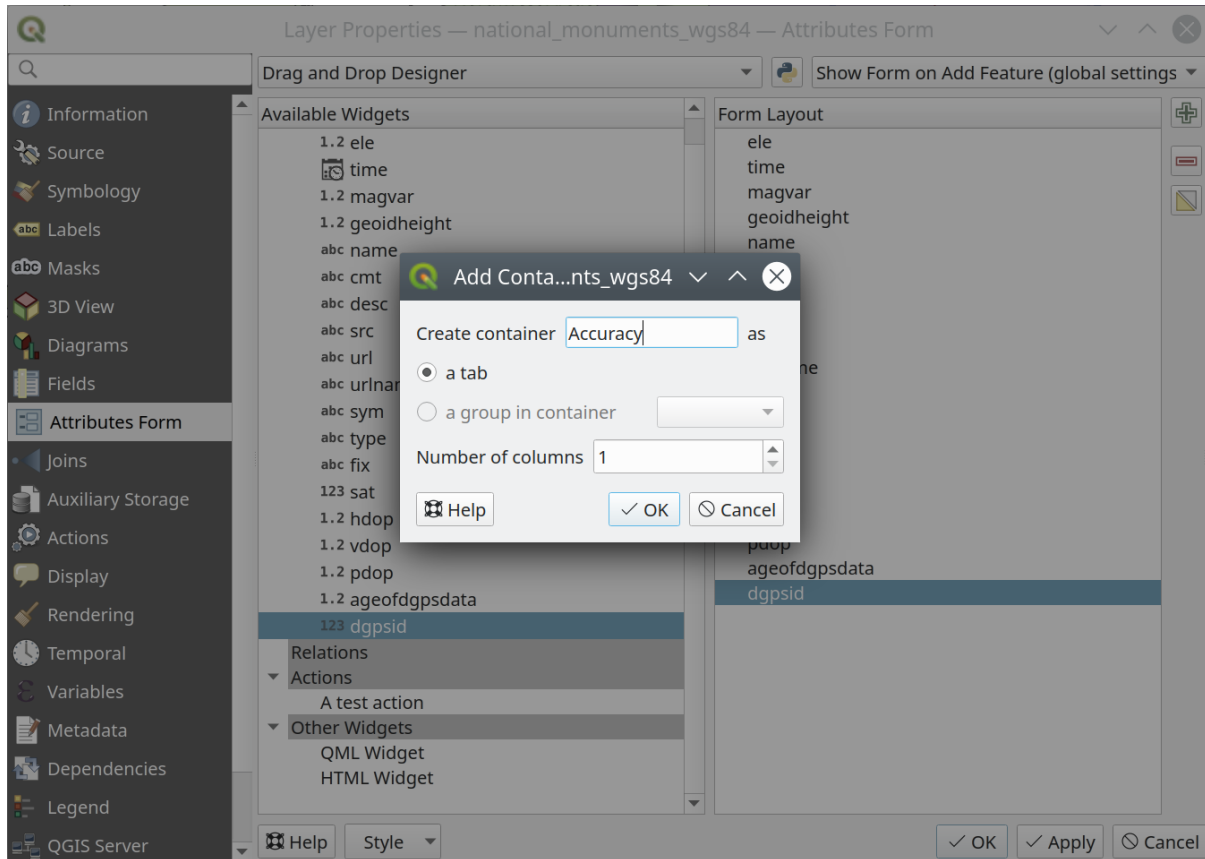 Layer Properties — national_monuments_wgs84 — Attributes Form
Drag and Drop Designer
Show Form on Add Feature (global settings
Information
Source
Symbology
abc Labels
abc Masks
3D View
Diagrams
Fields
Attributes Form
Joins
Auxiliary Storage
Actions
Display
Rendering
Temporal
Variables
Metadata
Dependencies
Legend
QGIS Server
Available Widgets
1.2 ele
time
1.2 magvar
1.2 geoidheight
abc name
abc cmt
abc desc
abc src
abc url
abc
abc sym
abc type
abc fix
123 sat
1.2 hdop
1.2 vdop
1.2 pdop
1.2 ageofdgpsdata
123 dgpsid
Relations
Actions
A test action
Other Widgets
QML Widget
HTML Widget
Form Layout
ele
time
magvar
geoidheight
name
pdop
ageofdgpsdata
dgpsid
Add Conta...nts_wgs84
Create container Accuracy as
a tab
a group in container
Number of columns 1
Help
OK
Cancel
Help
Style
OK
Apply
Cancel